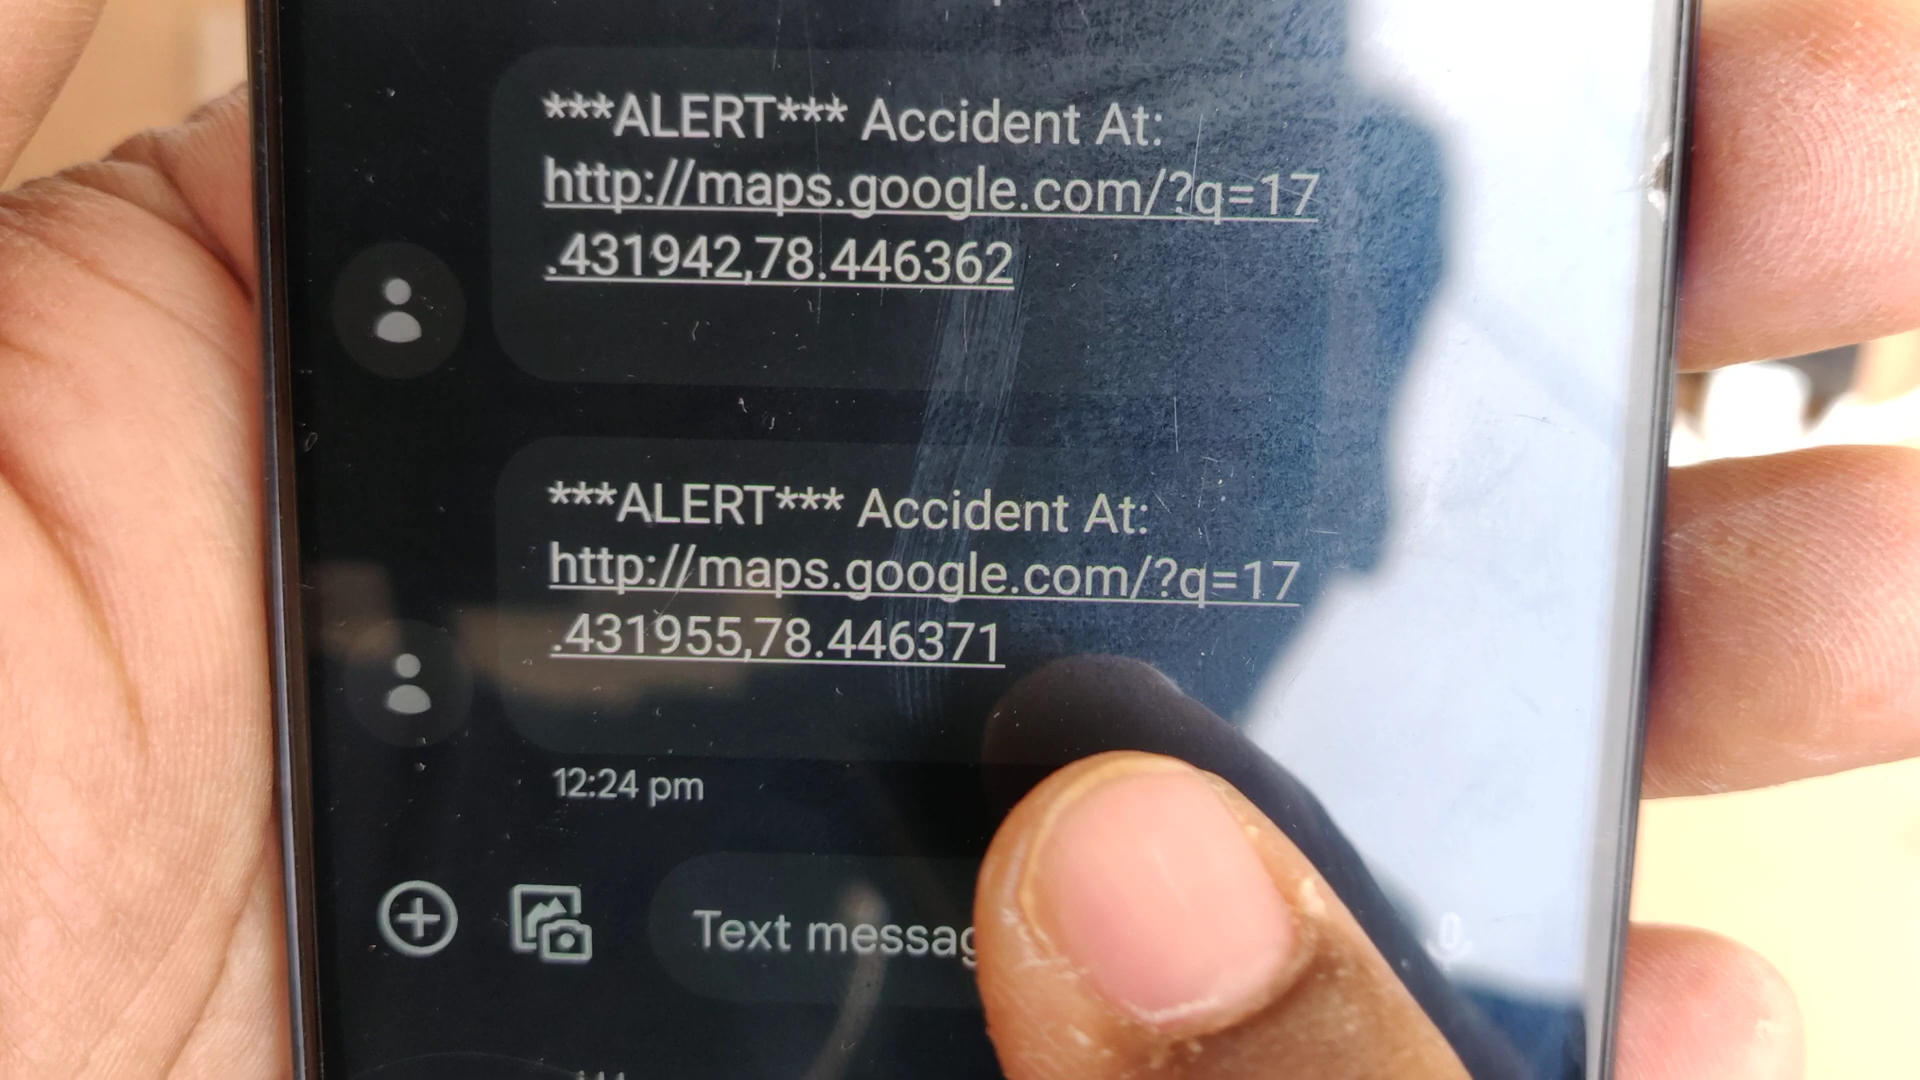 ***ALERT*** Accident At:
http://maps.google.com/?q=17
.431942,78.446362
***ALERT*** Accident At:
http://maps.google.com/?q=17
.431955,78.446371
12:24 pm
Text